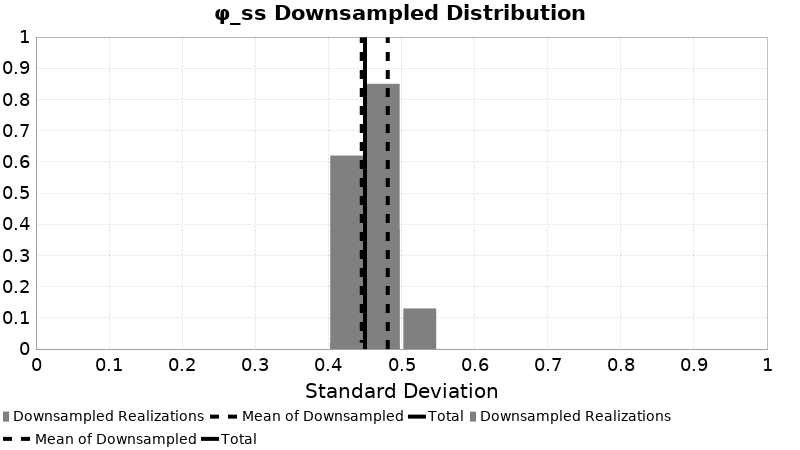 φ_ss Downsampled Distribution
1
0.9
0.8
0.7
0.6
0.5
0.4
0.3
0.2
0.1
0
0 0.1 0.2 0.3 0.4 0.5 0.6 0.7 0.8 0.9 1
Standard Deviation
Downsampled Realizations Mean of Downsampled Total Downsampled Realizations
Mean of Downsampled Total